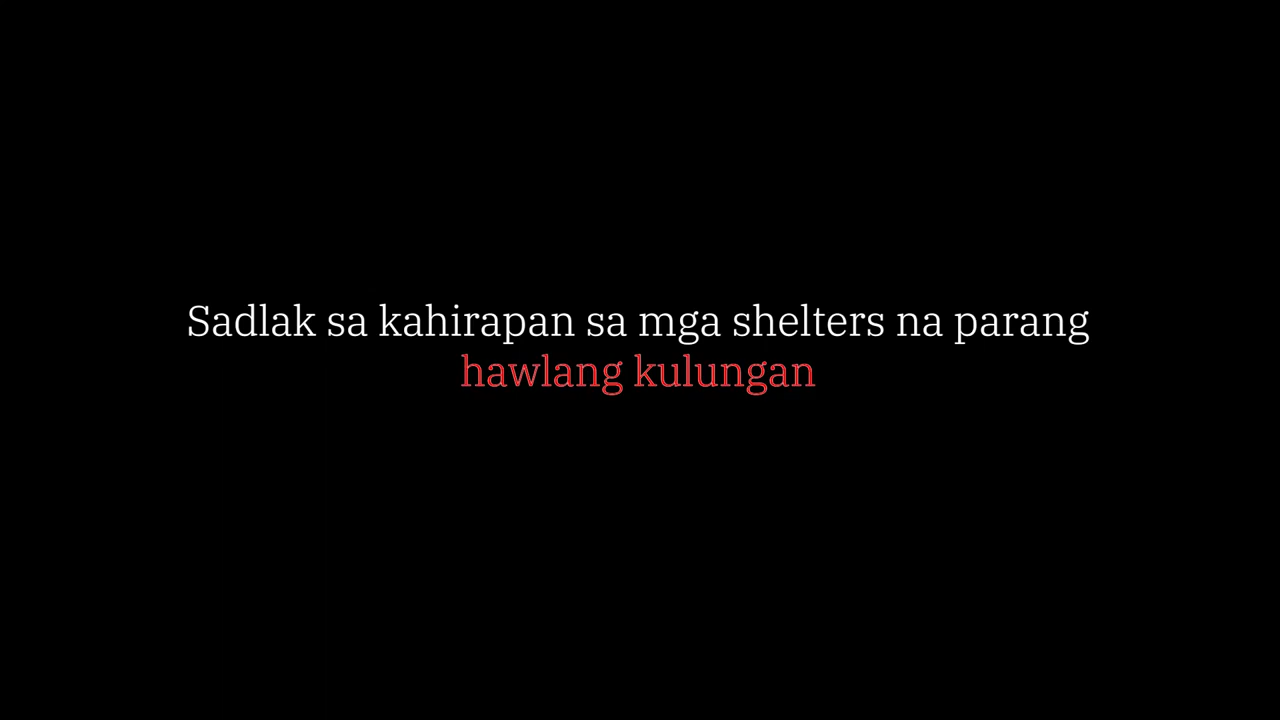 Sadlak sa kahirapan sa mga shelters na parang
hawlang kulungan